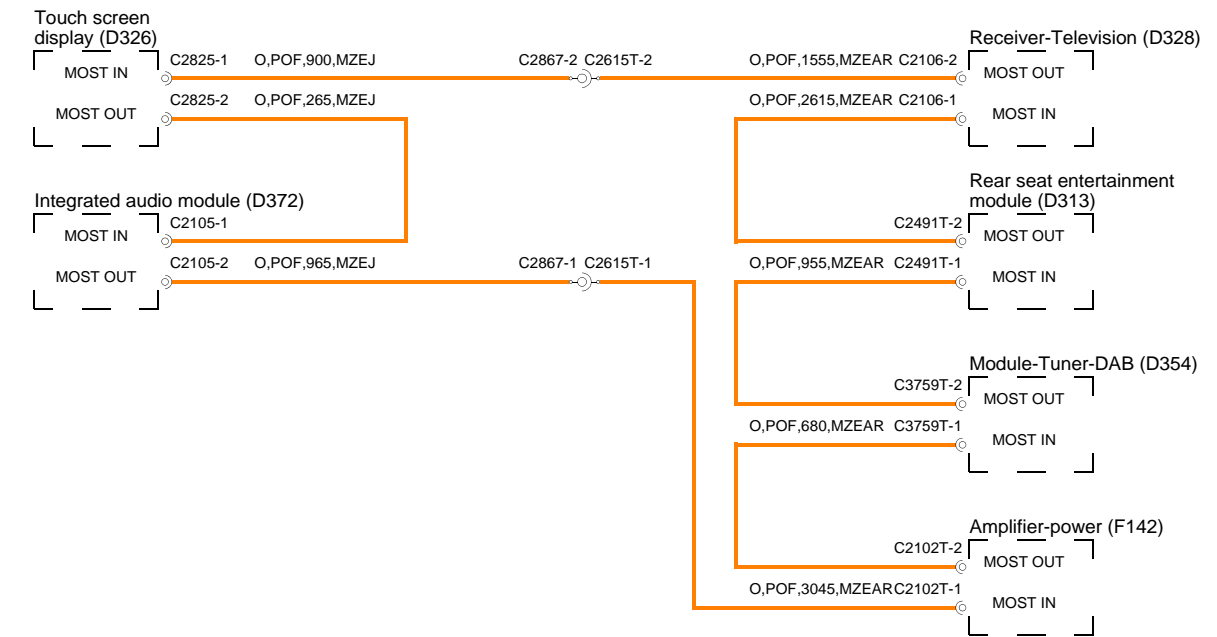 Touch screen
display (D326)
MOST IN
C2825-1 O,POF,900,MZEJ C2867-2 C2615T-2 O,POF,1555,MZEAR C2106-2
MOST OUT
C2825-2 O,POF,265,MZEJ
Receiver-Television (D328)
MOST OUT
O,POF,2615,MZEAR C2106-1
MOST IN
Integrated audio module (D372)
MOST IN
C2105-1
MOST OUT
C2105-2 O,POF,965,MZEJ C2867-1 C2615T-1
Rear seat entertainment
module (D313)
C2491T-2
MOST OUT
O,POF,955,MZEAR C2491T-1
MOST IN
Module-Tuner-DAB (D354)
C3759T-2
MOST OUT
O,POF,680,MZEAR C3759T-1
MOST IN
Amplifier-power (F142)
C2102T-2
MOST OUT
O,POF,3045,MZEARC2102T-1
MOST IN